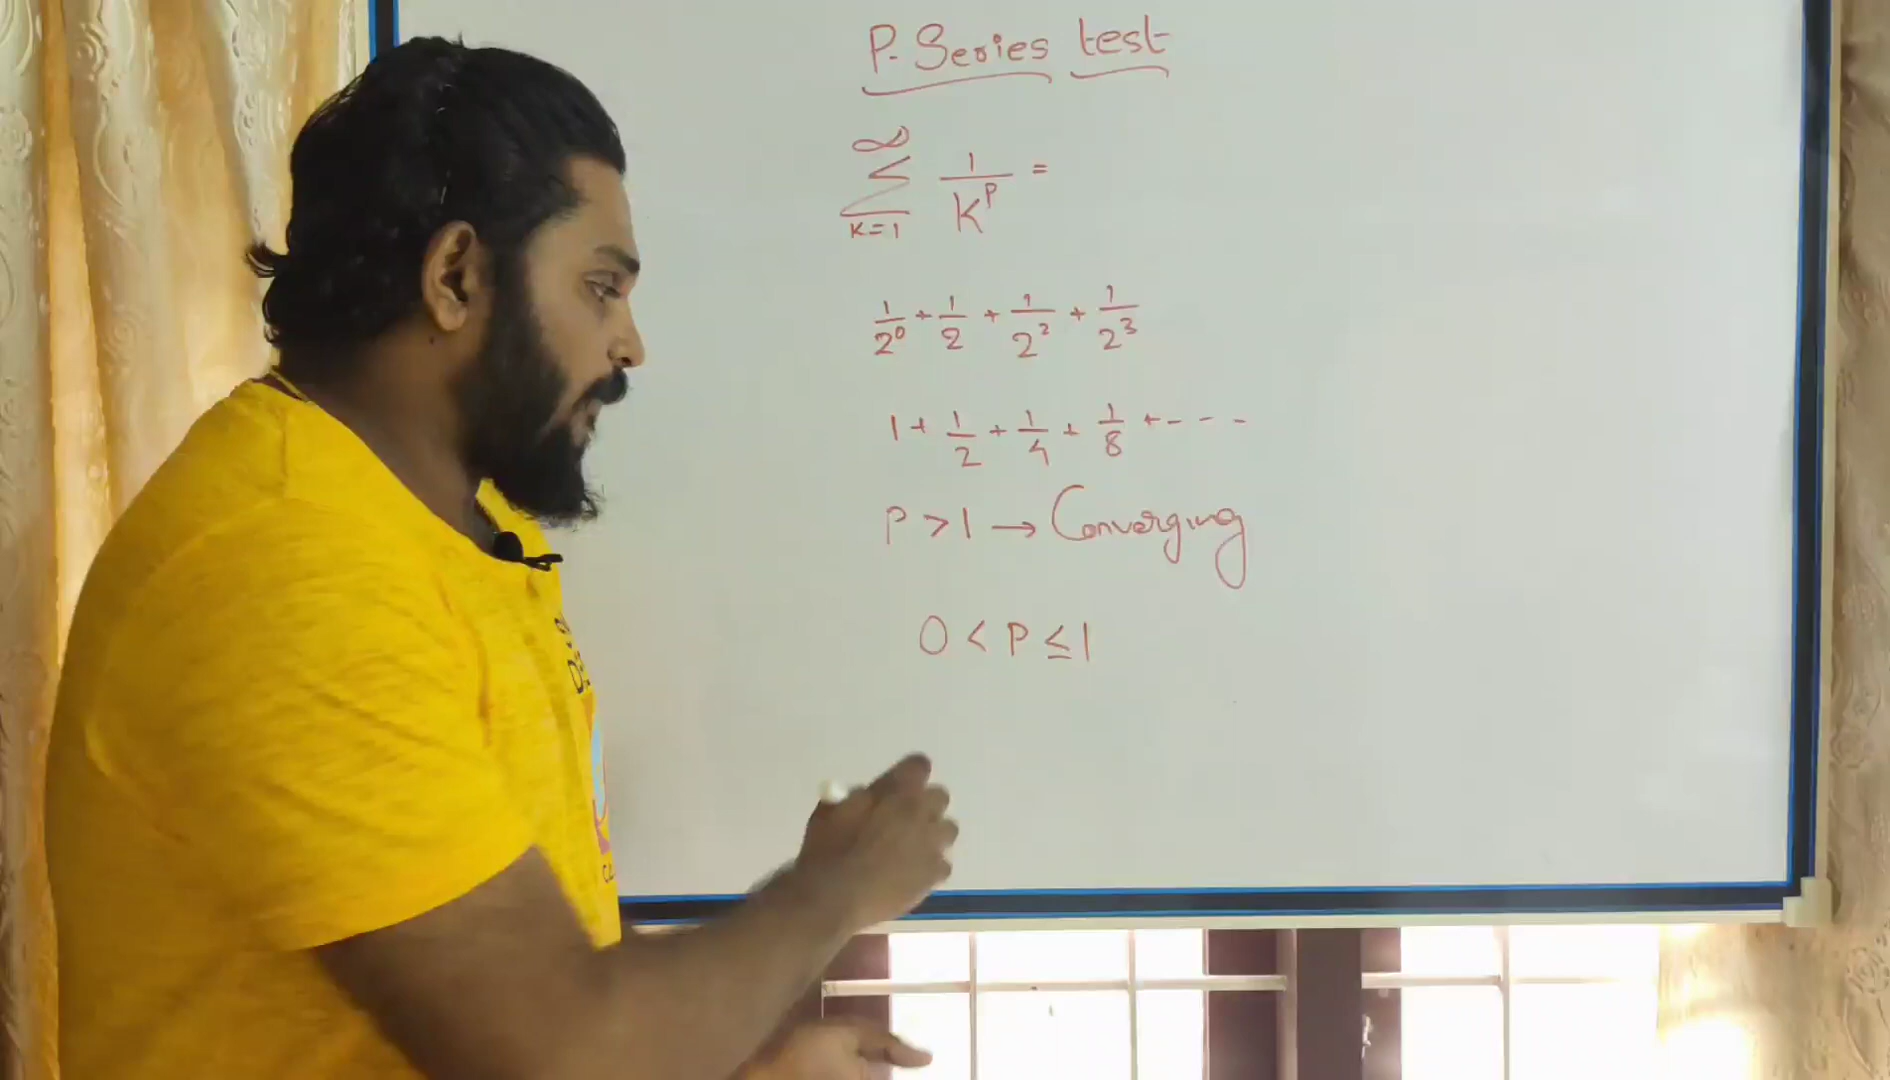 P-Series test
∞
Σ 1/K^P =
K=1
1/2^0 + 1/2 + 1/2^2 + 1/2^3
1 + 1/2 + 1/4 + 1/8 + - - -
P > 1 → Converging
0 < P ≤ 1